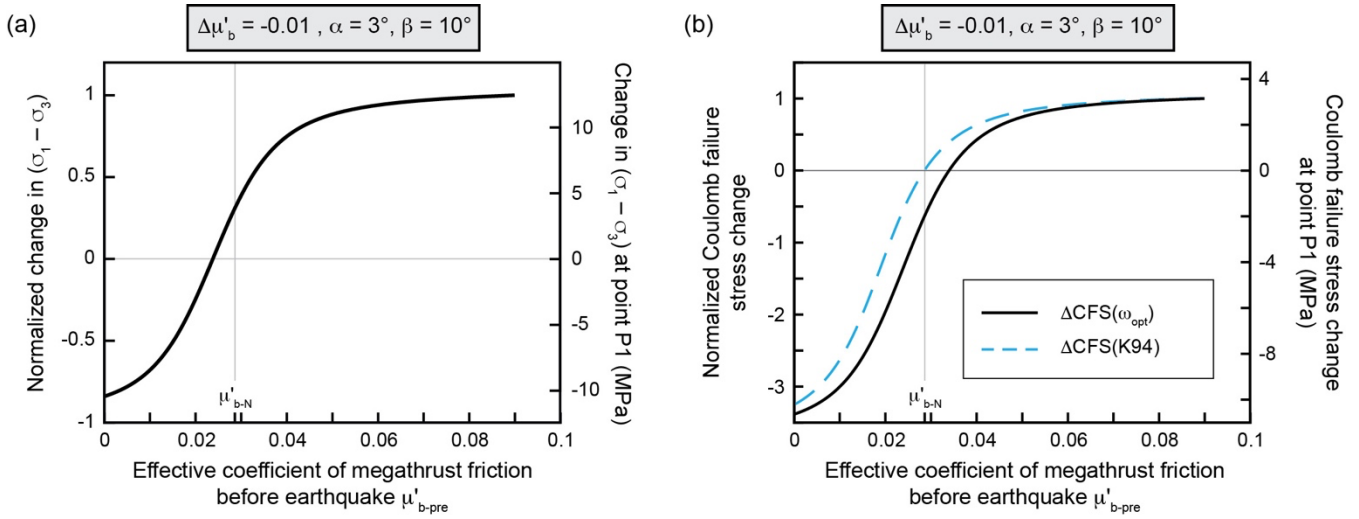 (a)
Δμ'b = -0.01 , α = 3°, β = 10°
Normalized change in (σ1 – σ3)
1
0.5
0
-0.5
-1
Change in (σ1 – σ3) at point P1 (MPa)
10
5
0
-5
-10
μ'b-N
0
0.02
0.04
0.06
0.08
0.1
Effective coefficient of megathrust friction
before earthquake μ'b-pre
(b)
Δμ'b = -0.01, α = 3°, β = 10°
Normalized Coulomb failure
stress change
1
0
-1
-2
-3
Coulomb failure stress change
at point P1 (MPa)
4
0
-4
-8
ΔCFS(ωopt)
ΔCFS(K94)
μ'b-N
0
0.02
0.04
0.06
0.08
0.1
Effective coefficient of megathrust friction
before earthquake μ'b-pre